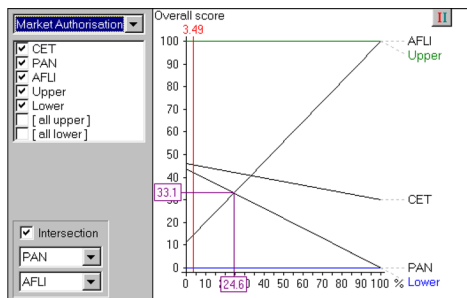 Market Authorisation
CET
PAN
AFLI
Upper
Lower
[ all upper ]
[ all lower ]
Intersection
PAN
AFLI
Overall score
3.49
100
90
80
70
60
50
40
33.1
30
20
10
0
AFLI
Upper
CET
PAN
Lower
0 10 24.6 30 40 50 60 70 80 90 100 %